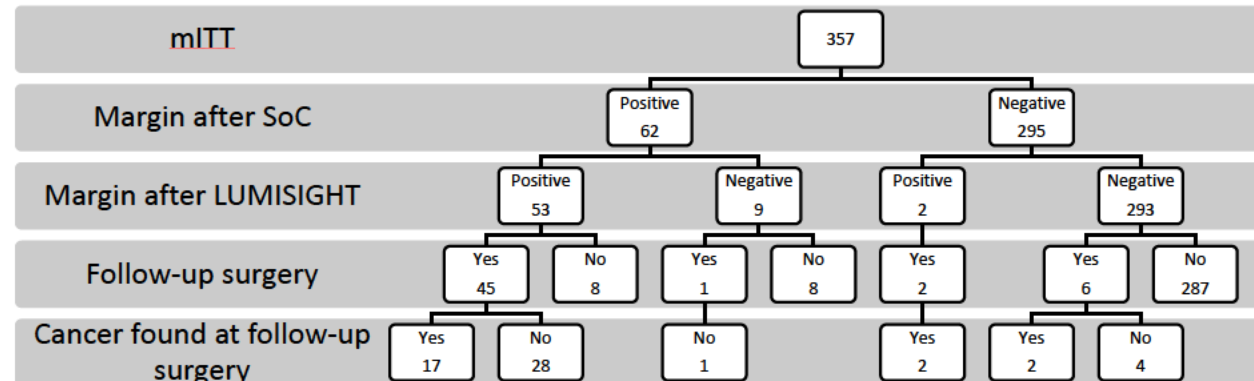 mITT
357
Margin after SoC
Positive
62
Negative
295
Margin after LUMISIGHT
Positive
53
Negative
9
Positive
2
Negative
293
Follow-up surgery
Yes
45
No
8
Yes
1
No
8
Yes
2
Yes
6
No
287
Cancer found at follow-up
surgery
Yes
17
No
28
No
1
Yes
2
Yes
2
No
4